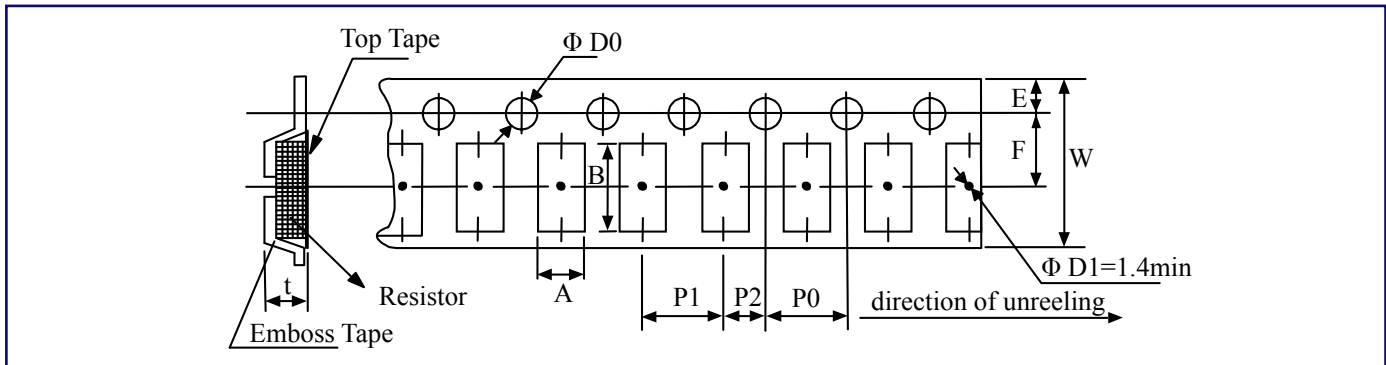 Top Tape
Φ D0
E
F
W
B
Φ D1=1.4min
t
Resistor
A
P1
P2
P0
direction of unreeling
Emboss Tape